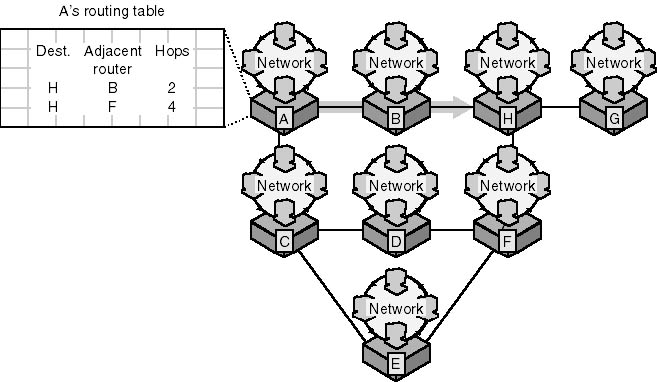 A's routing table
Dest. Adjacent router Hops
H B 2
H F 4
Network Network Network Network
A B H G
Network Network Network
C D F
Network
E